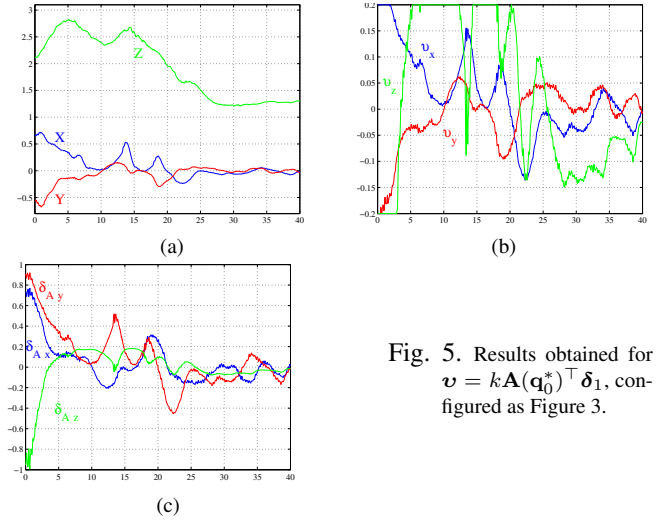 3
2.5
2
1.5
1
0.5
0
−0.5
Z
X
Y
0 5 10 15 20 25 30 35 40
(a)
0.2
0.15
0.1
0.05
0
−0.05
−0.1
−0.15
−0.2
υx
υz
υy
0 5 10 15 20 25 30 35 40
(b)
1
0.8
0.6
0.4
0.2
0
−0.2
−0.4
−0.6
−0.8
−1
δA y
δA x
δA z
0 5 10 15 20 25 30 35 40
(c)
Fig. 5. Results obtained for
υ = kA(q₀*)⊤δ₁, con-
figured as Figure 3.